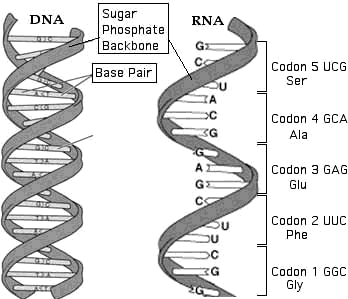 DNA
Sugar
Phosphate
Backbone
RNA
Base Pair
G
C
U
A
C
G
G
A
G
C
U
U
C
G
G
Codon 5 UCG
Ser
Codon 4 GCA
Ala
Codon 3 GAG
Glu
Codon 2 UUC
Phe
Codon 1 GGC
Gly